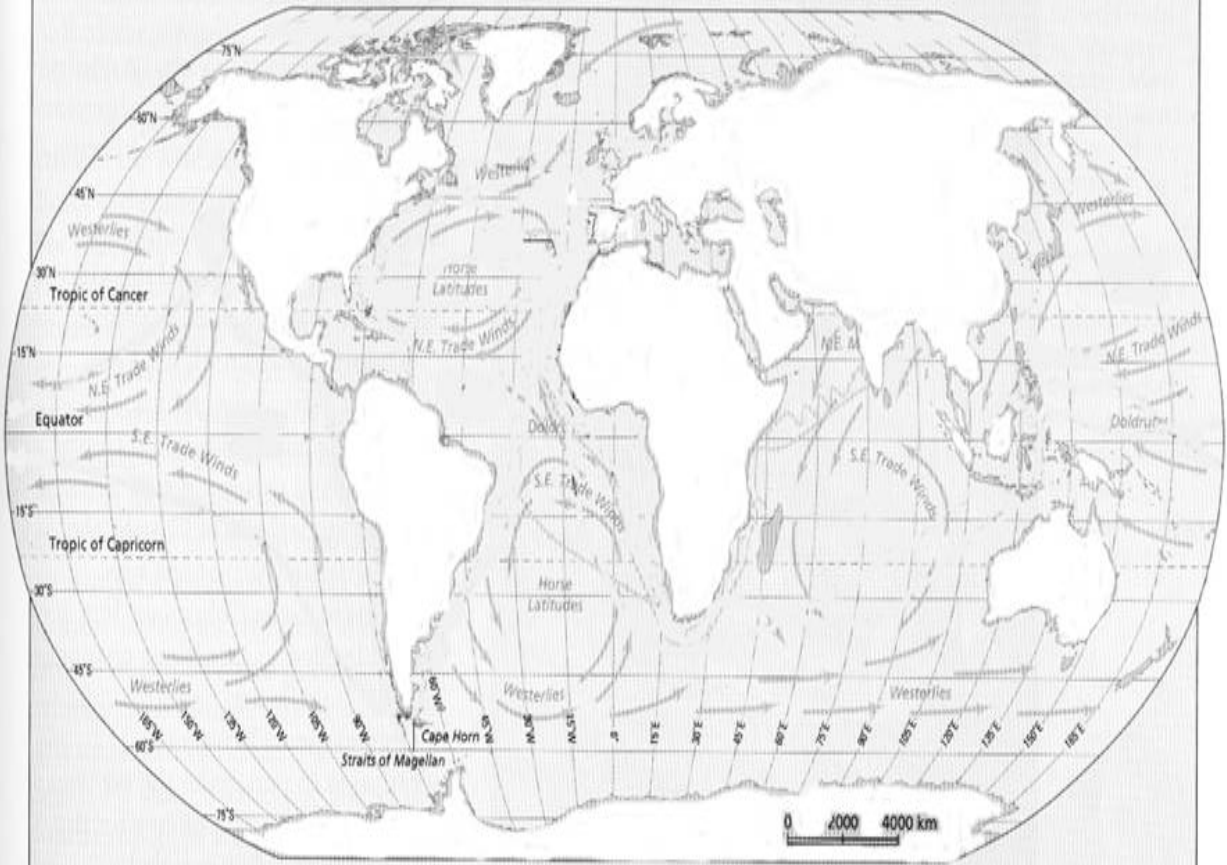 75°N
60°N
45°N
Westerlies
Westerlies
Westerlies
30°N
Tropic of Cancer
Horse
Latitudes
N.E. Trade Winds
N.E. Trade Winds
N.E. Trade Winds
15°N
Equator
S.E. Trade Winds
S.E. Trade Winds
S.E. Trade Winds
15°S
Tropic of Capricorn
30°S
Horse
Latitudes
45°S
Westerlies
Westerlies
Westerlies
165°W
150°W
135°W
120°W
105°W
90°W
60°W
45°W
30°W
15°W
0°
15°E
30°E
45°E
60°E
75°E
90°E
105°E
120°E
135°E
150°E
165°E
60°S
Cape Horn
Straits of Magellan
75°S
0 2000 4000 km